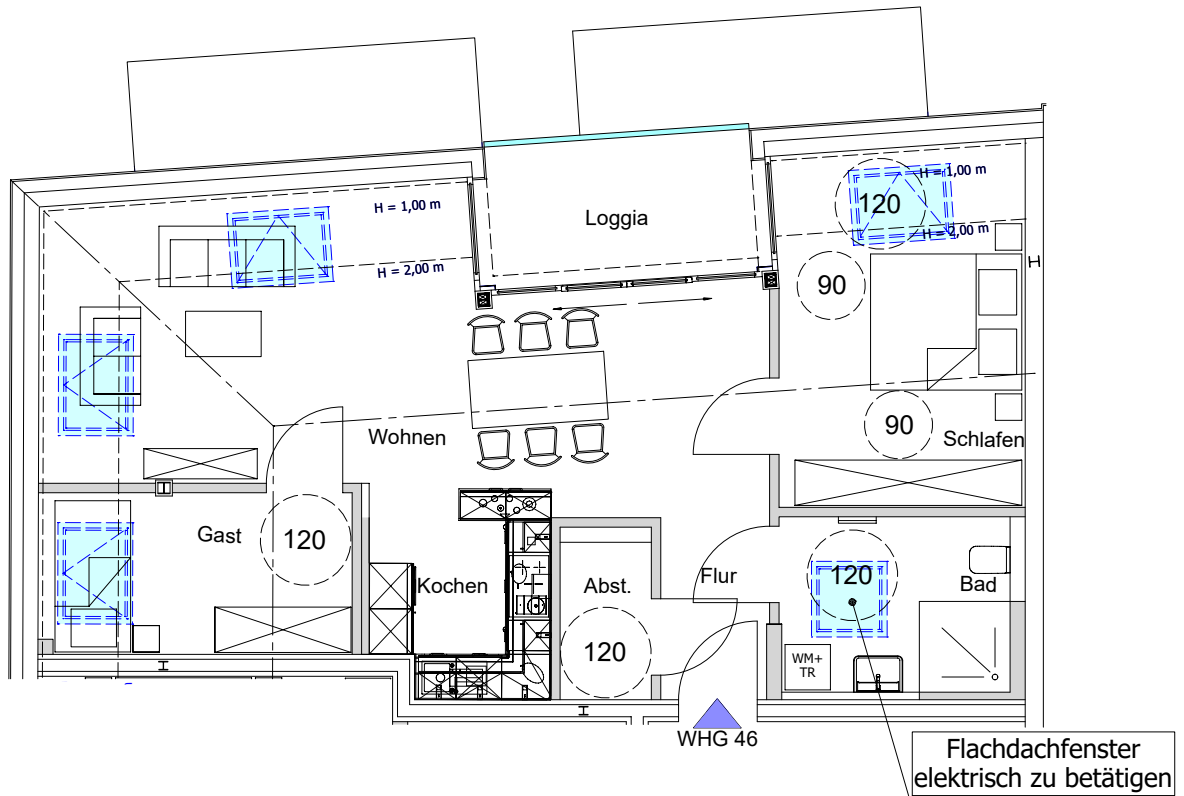 H = 1,00 m
120
H = 1,00 m
Loggia
H = 2,00 m
H = 2,00 m
90
Wohnen
90
Schlafen
Gast
120
Kochen
Abst.
Flur
120
Bad
120
WM+
TR
WHG 46
Flachdachfenster
elektrisch zu betätigen